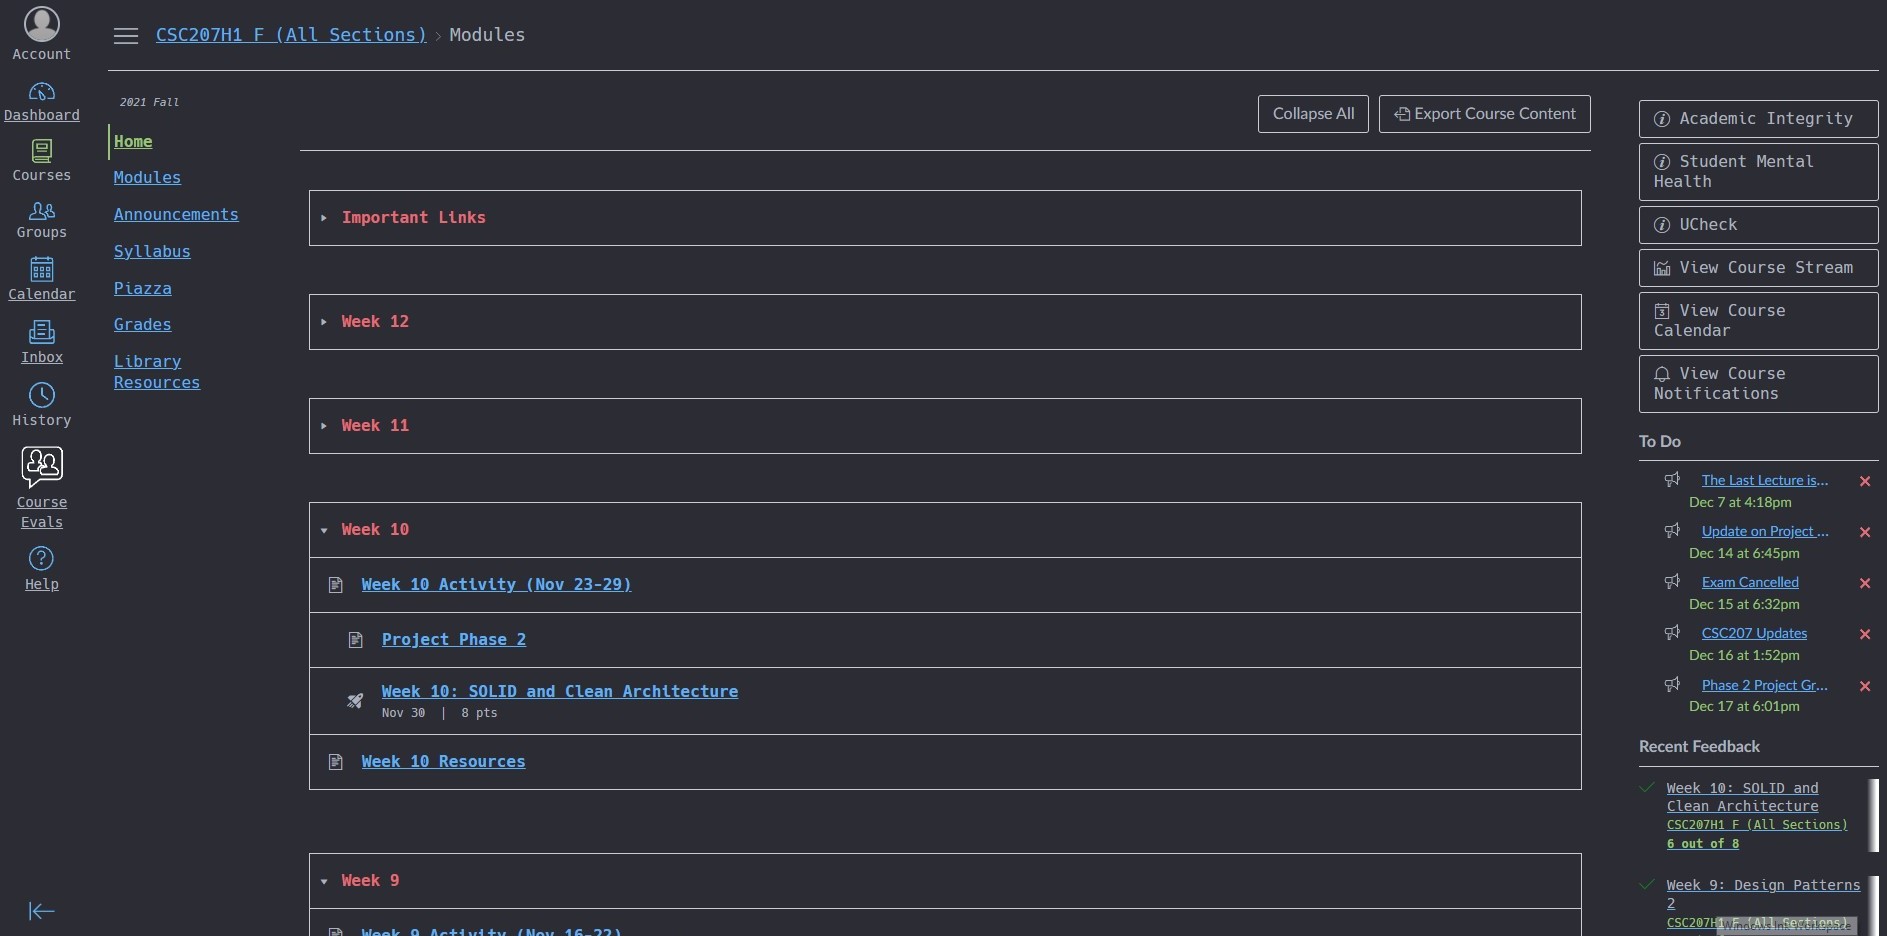 Account
Dashboard
Courses
Groups
Calendar
Inbox
History
Course
Evals
Help
CSC207H1 F (All Sections) > Modules
2021 Fall
Home
Modules
Announcements
Syllabus
Piazza
Grades
Library
Resources
Collapse All
Export Course Content
Important Links
Week 12
Week 11
Week 10
Week 10 Activity (Nov 23-29)
Project Phase 2
Week 10: SOLID and Clean Architecture
Nov 30 | 8 pts
Week 10 Resources
Week 9
Week 9 Activity (Nov 16-22)
Academic Integrity
Student Mental
Health
UCheck
View Course Stream
View Course
Calendar
View Course
Notifications
To Do
The Last Lecture is...
Dec 7 at 4:18pm
Update on Project ...
Dec 14 at 6:45pm
Exam Cancelled
Dec 15 at 6:32pm
CSC207 Updates
Dec 16 at 1:52pm
Phase 2 Project Gr...
Dec 17 at 6:01pm
Recent Feedback
Week 10: SOLID and
Clean Architecture
CSC207H1 F (All Sections)
6 out of 8
Week 9: Design Patterns
2
CSC207H1 F (All Sections)
Windows Ink Workspace